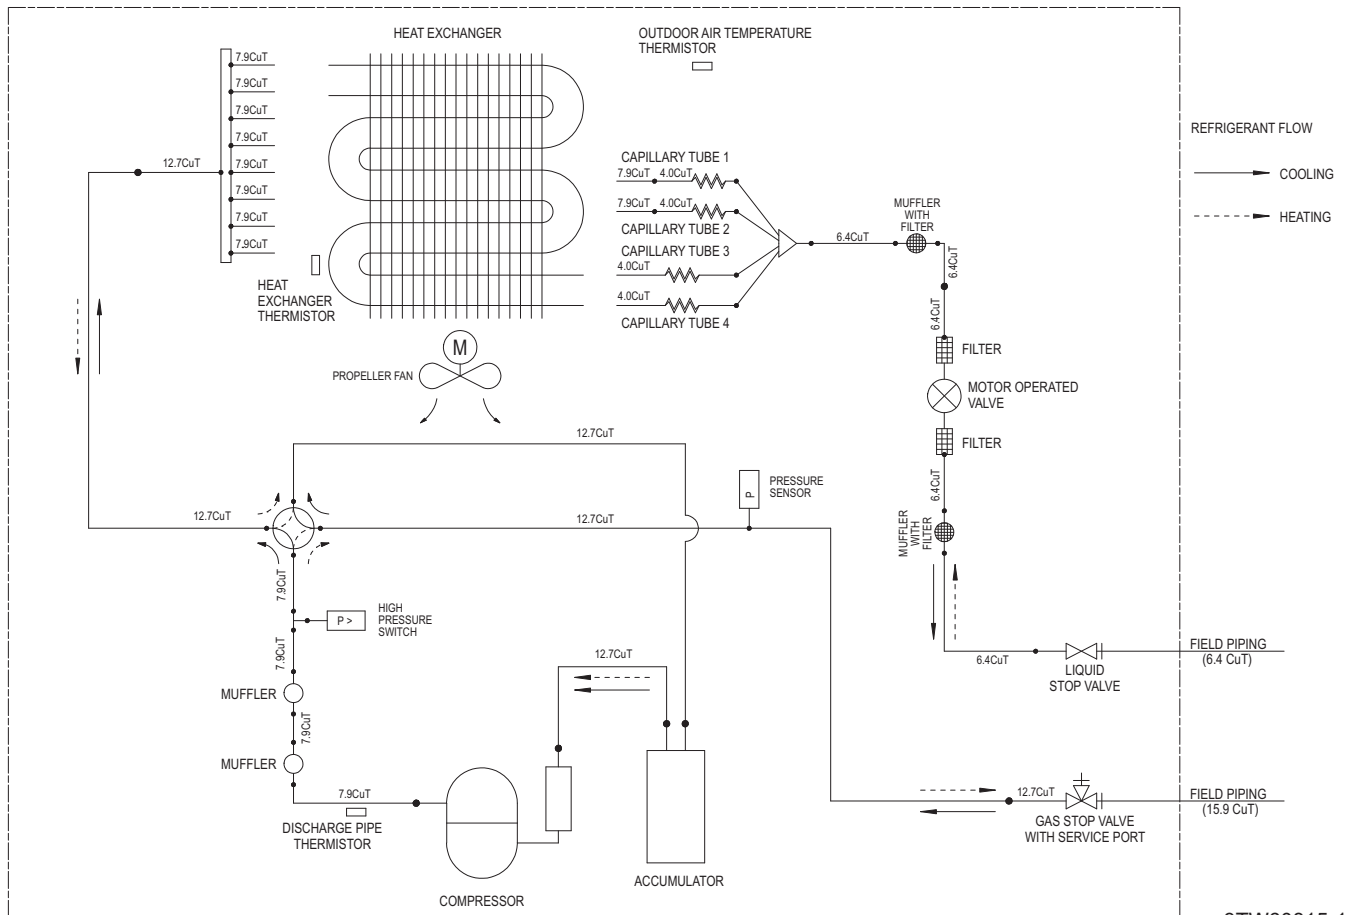 HEAT EXCHANGER
OUTDOOR AIR TEMPERATURE
THERMISTOR
7.9CuT
7.9CuT
7.9CuT
7.9CuT
7.9CuT
7.9CuT
7.9CuT
7.9CuT
12.7CuT
REFRIGERANT FLOW
COOLING
HEATING
CAPILLARY TUBE 1
7.9CuT
4.0CuT
7.9CuT
4.0CuT
CAPILLARY TUBE 2
CAPILLARY TUBE 3
4.0CuT
4.0CuT
CAPILLARY TUBE 4
6.4CuT
MUFFLER
WITH
FILTER
6.4CuT
6.4CuT
FILTER
MOTOR OPERATED
VALVE
FILTER
6.4CuT
MUFFLER
WITH
FILTER
HEAT
EXCHANGER
THERMISTOR
M
PROPELLER FAN
12.7CuT
P
PRESSURE
SENSOR
12.7CuT
12.7CuT
7.9CuT
P >
HIGH
PRESSURE
SWITCH
7.9CuT
MUFFLER
7.9CuT
MUFFLER
7.9CuT
DISCHARGE PIPE
THERMISTOR
12.7CuT
COMPRESSOR
ACCUMULATOR
6.4CuT
LIQUID
STOP VALVE
FIELD PIPING
(6.4 CuT)
12.7CuT
GAS STOP VALVE
WITH SERVICE PORT
FIELD PIPING
(15.9 CuT)